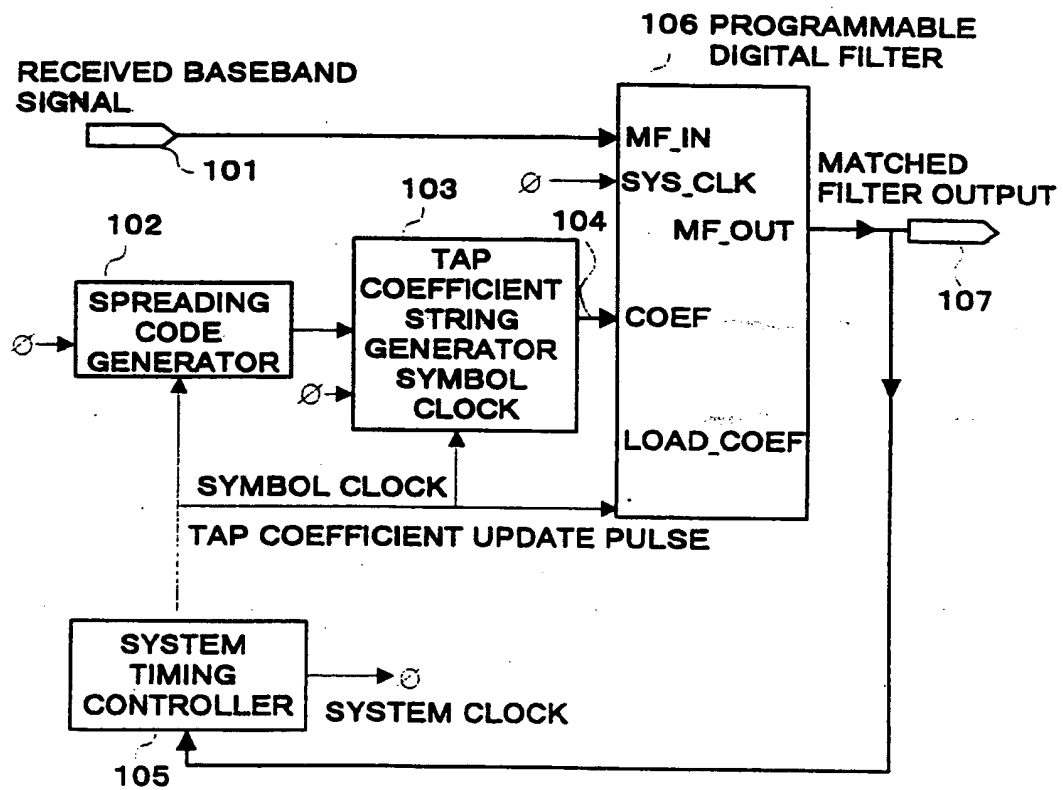 106 PROGRAMMABLE
DIGITAL FILTER
RECEIVED BASEBAND
SIGNAL
101
MF_IN
SYS_CLK
MF_OUT
COEF
LOAD_COEF
MATCHED
FILTER OUTPUT
107
102
SPREADING
CODE
GENERATOR
103
TAP
COEFFICIENT
STRING
GENERATOR
SYMBOL
CLOCK
104
∅
∅
∅
SYMBOL CLOCK
TAP COEFFICIENT UPDATE PULSE
SYSTEM
TIMING
CONTROLLER
105
∅
SYSTEM CLOCK